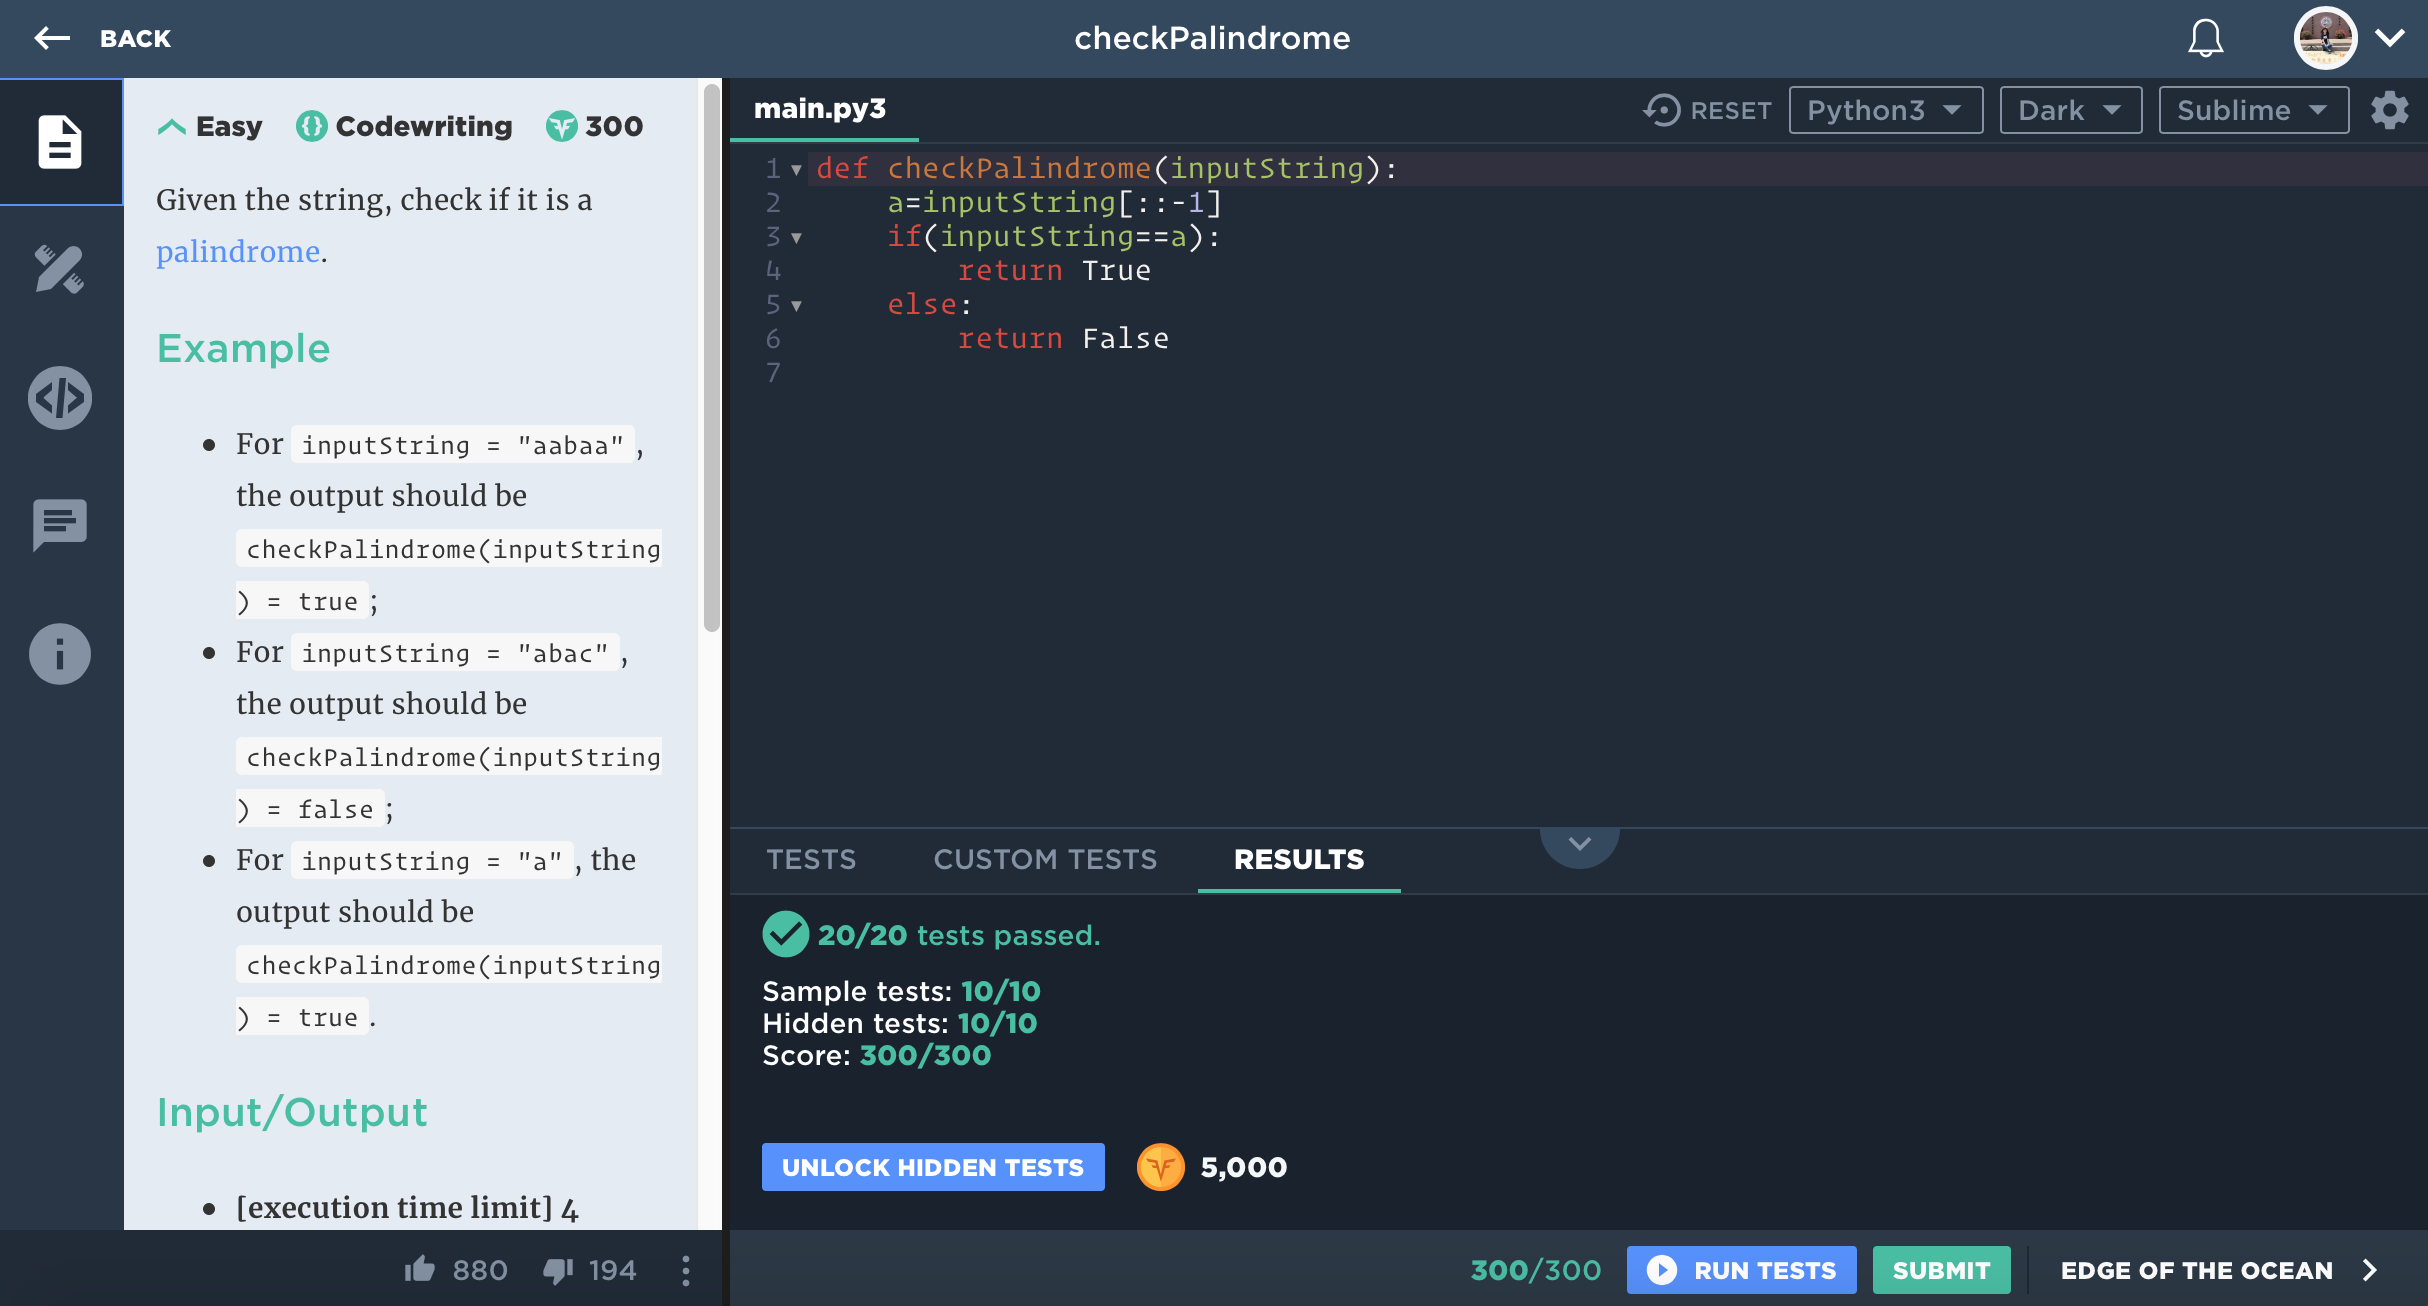 BACK
checkPalindrome
Easy
Codewriting
300
Given the string, check if it is a
palindrome.
Example
For inputString = "aabaa",
the output should be
checkPalindrome(inputString
) = true;
For inputString = "abac",
the output should be
checkPalindrome(inputString
) = false;
For inputString = "a", the
output should be
checkPalindrome(inputString
) = true.
Input/Output
[execution time limit] 4
880
194
main.py3
RESET
Python3
Dark
Sublime
1 def checkPalindrome(inputString):
2     a=inputString[::-1]
3     if(inputString==a):
4         return True
5     else:
6         return False
7
TESTS
CUSTOM TESTS
RESULTS
20/20 tests passed.
Sample tests: 10/10
Hidden tests: 10/10
Score: 300/300
UNLOCK HIDDEN TESTS
5,000
300/300
RUN TESTS
SUBMIT
EDGE OF THE OCEAN